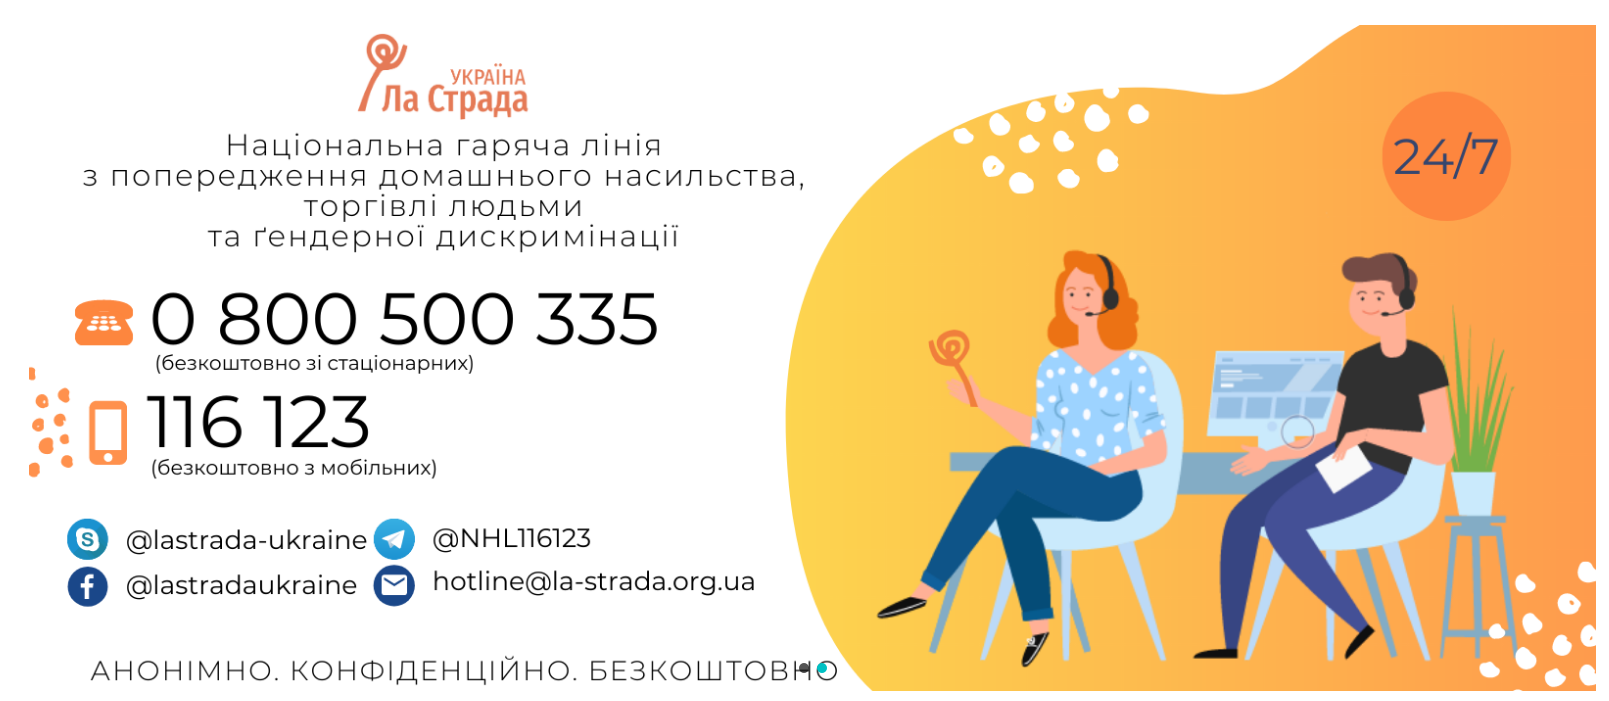 УКРАЇНА
Ла Страда
Національна гаряча лінія
з попередження домашнього насильства,
торгівлі людьми
та ґендерної дискримінації
0 800 500 335
(безкоштовно зі стаціонарних)
116 123
(безкоштовно з мобільних)
@lastrada-ukraine
@NHL116123
@lastradaukraine
hotline@la-strada.org.ua
АНОНІМНО. КОНФІДЕНЦІЙНО. БЕЗКОШТОВНО
24/7